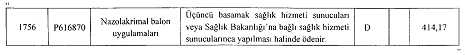 1756 P616870 Nazolakrimal balon uygulamaları Üçüncü basamak sağlık hizmeti sunucuları veya Sağlık Bakanlığı'na bağlı sağlık hizmeti sunucularınca yapılması halinde ödenir. D 414,17